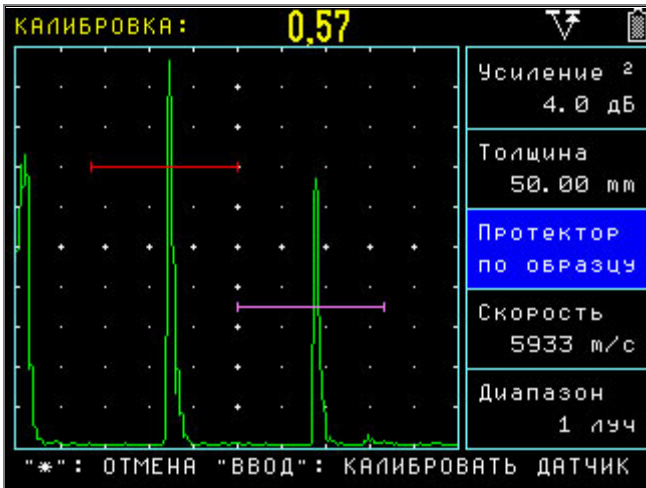 КАЛИБРОВКА: 0,57
Усиление 2
4.0 дБ
Толщина
50.00 mm
Протектор
по образцу
Скорость
5933 m/c
Диапазон
1 луч
"*": ОТМЕНА "ВВОД": КАЛИБРОВАТЬ ДАТЧИК